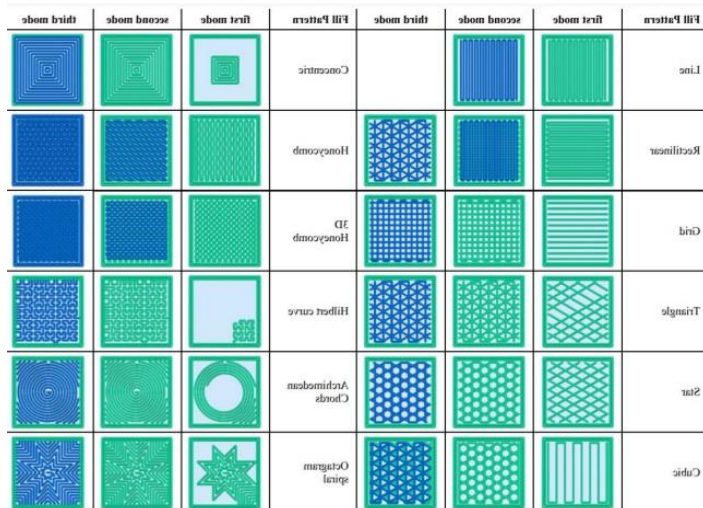 Fill Pattern first mode second mode third mode Fill Pattern first mode second mode third mode
Line Concentric
Rectilinear Honeycomb
Grid 3D
Honeycomb
Triangle Hilbert curve
Star Archimedean
Chords
Cubic Octagram
spiral